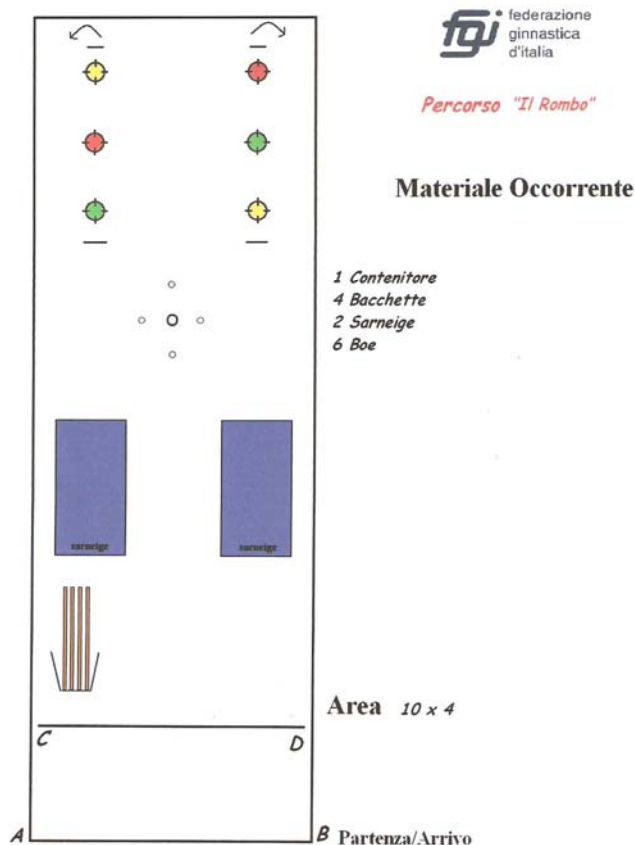 fgi federazione
ginnastica
d'italia
Percorso "Il Rombo"
Materiale Occorrente
1 Contenitore
4 Bacchette
2 Sarneige
6 Boe
sarneige sarneige
Area 10 x 4
C D
A B Partenza/Arrivo